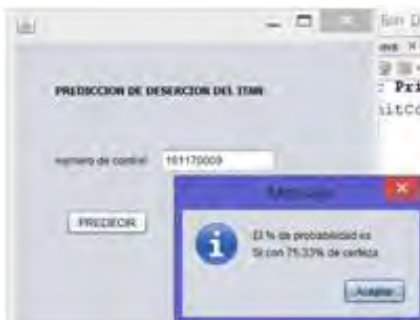 PREDICCION DE DESERCION DEL ITMN
numero de control 161170009
PREDECIR
Mensaje
El % de probabilidad es
Si con 75.33% de certeza
Aceptar